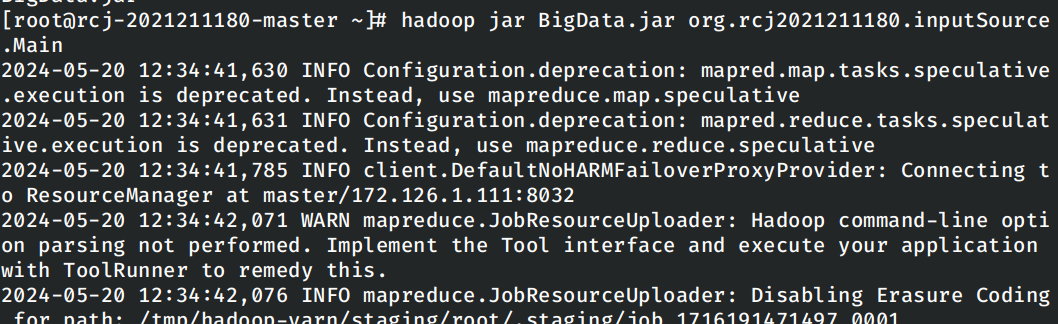 BigData.jar
[root@rcj-2021211180-master ~]# hadoop jar BigData.jar org.rcj2021211180.inputSource
.Main
2024-05-20 12:34:41,630 INFO Configuration.deprecation: mapred.map.tasks.speculative
.execution is deprecated. Instead, use mapreduce.map.speculative
2024-05-20 12:34:41,631 INFO Configuration.deprecation: mapred.reduce.tasks.speculat
ive.execution is deprecated. Instead, use mapreduce.reduce.speculative
2024-05-20 12:34:41,785 INFO client.DefaultNoHARMFailoverProxyProvider: Connecting t
o ResourceManager at master/172.126.1.111:8032
2024-05-20 12:34:42,071 WARN mapreduce.JobResourceUploader: Hadoop command-line opti
on parsing not performed. Implement the Tool interface and execute your application
with ToolRunner to remedy this.
2024-05-20 12:34:42,076 INFO mapreduce.JobResourceUploader: Disabling Erasure Coding
for path: /tmp/hadoop-yarn/staging/root/.staging/job_1716191471497_0001